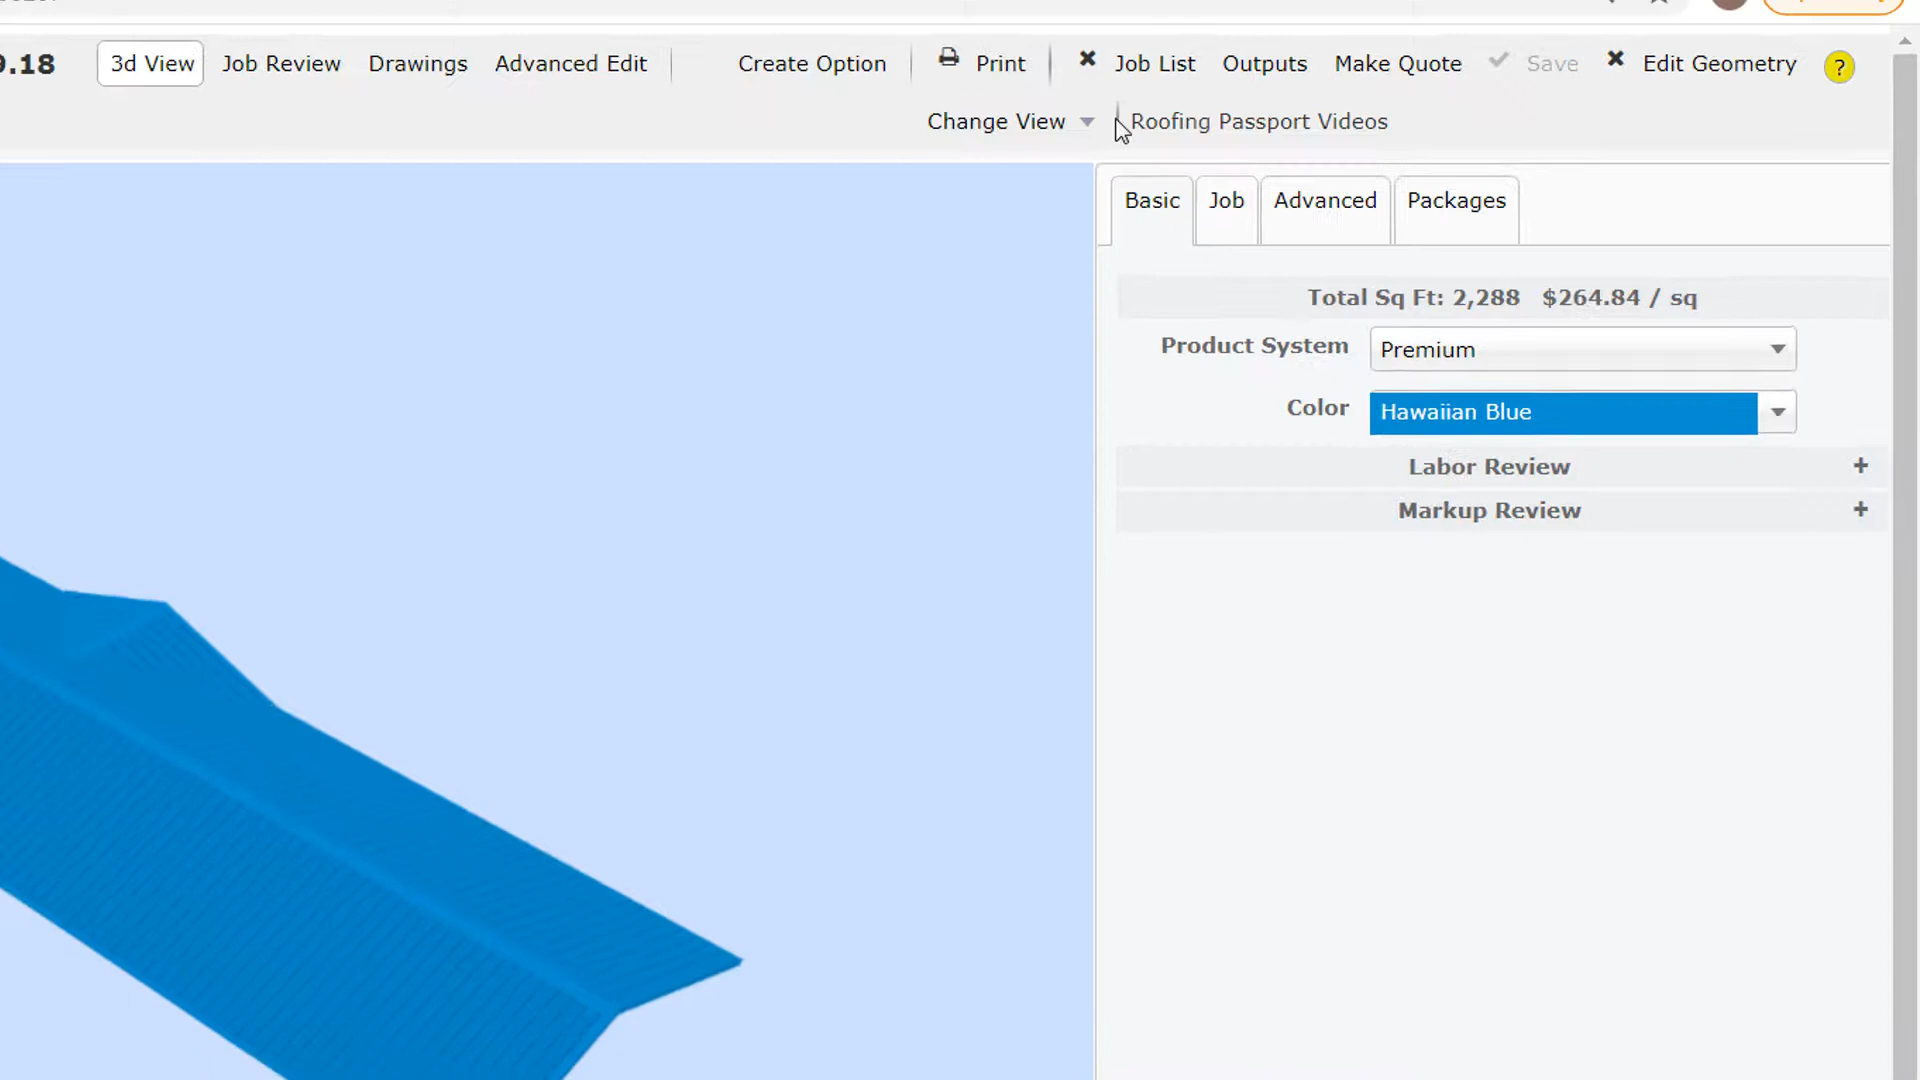 9.18 3d View Job Review Drawings Advanced Edit Create Option Print Job List Outputs Make Quote Save Edit Geometry ?
Change View Roofing Passport Videos
Basic Job Advanced Packages
Total Sq Ft: 2,288 $264.84 / sq
Product System Premium
Color Hawaiian Blue
Labor Review +
Markup Review +